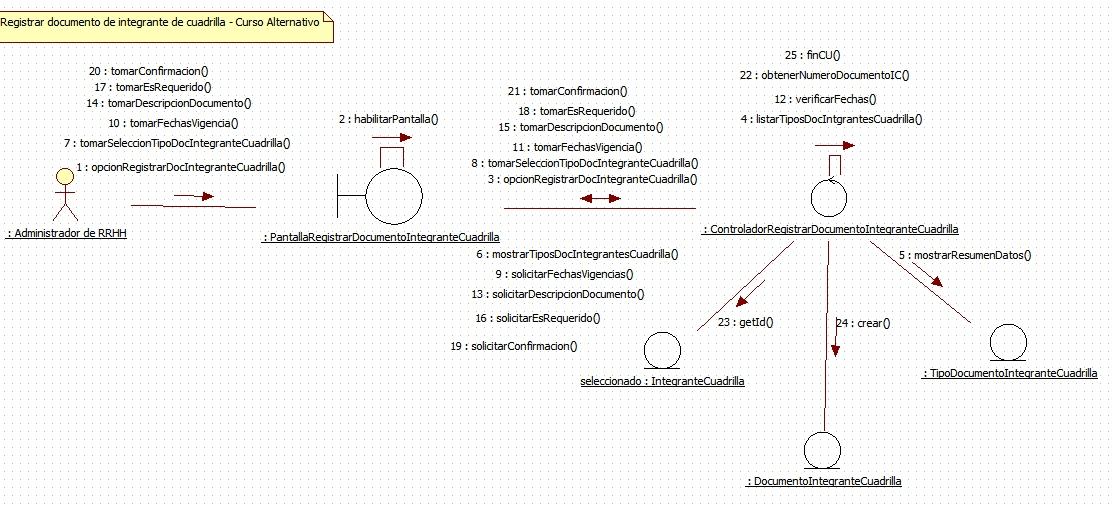 Registrar documento de integrante de cuadrilla - Curso Alternativo
20 : tomarConfirmacion()
17 : tomarEsRequerido()
14 : tomarDescripcionDocumento()
10 : tomarFechasVigencia()
7 : tomarSeleccionTipoDocIntegranteCuadrilla()
1 : opcionRegistrarDocIntegranteCuadrilla()
: Administrador de RRHH
2 : habilitarPantalla()
: PantallaRegistrarDocumentoIntegranteCuadrilla
21 : tomarConfirmacion()
18 : tomarEsRequerido()
15 : tomarDescripcionDocumento()
11 : tomarFechasVigencia()
8 : tomarSeleccionTipoDocIntegranteCuadrilla()
3 : opcionRegistrarDocIntegranteCuadrilla()
6 : mostrarTiposDocIntegrantesCuadrilla()
9 : solicitarFechasVigencias()
13 : solicitarDescripcionDocumento()
16 : solicitarEsRequerido()
19 : solicitarConfirmacion()
25 : finCU()
22 : obtenerNumeroDocumentoIC()
12 : verificarFechas()
4 : listarTiposDocIntgrantesCuadrilla()
: ControladorRegistrarDocumentoIntegranteCuadrilla
5 : mostrarResumenDatos()
23 : getId()
24 : crear()
seleccionado : IntegranteCuadrilla
: TipoDocumentoIntegranteCuadrilla
: DocumentoIntegranteCuadrilla